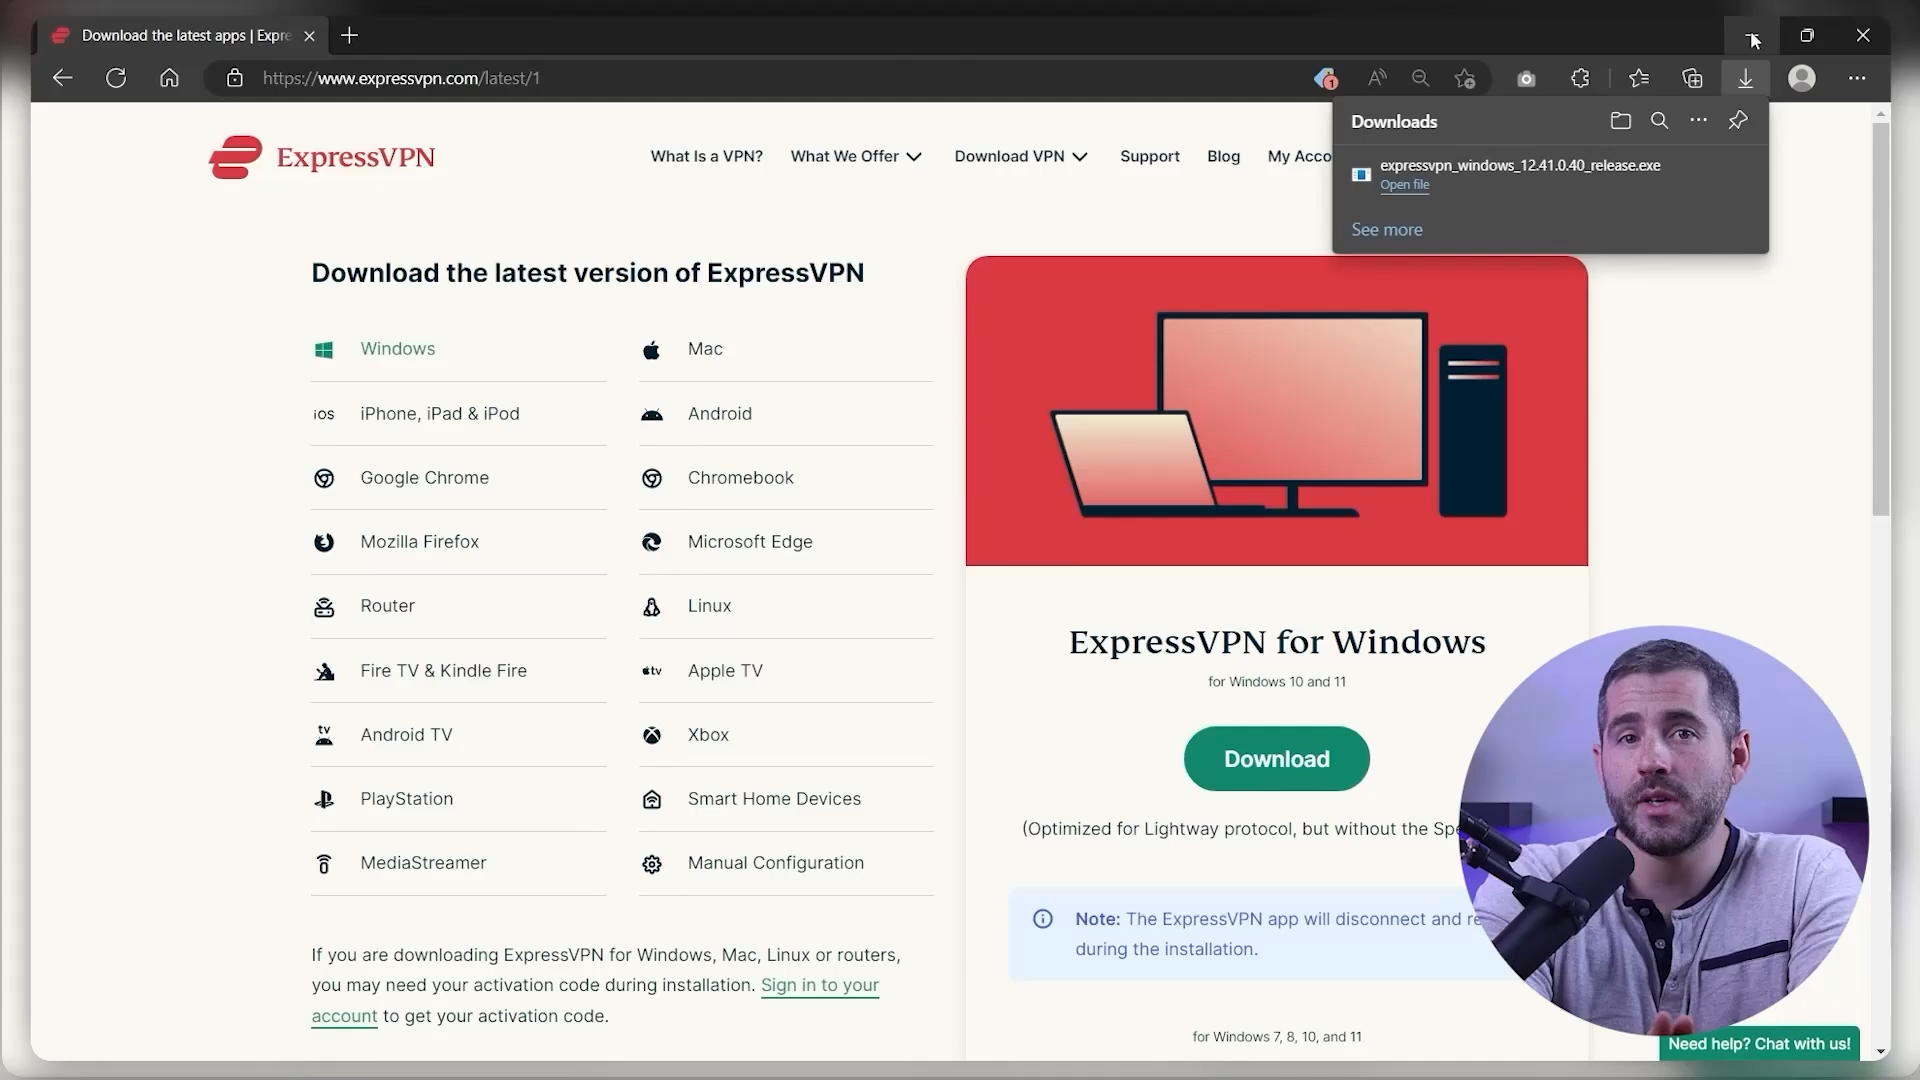 Download the latest apps | Expre
https://www.expressvpn.com/latest/1
1
Downloads
expressvpn_windows_12.41.0.40_release.exe
Open file
See more
ExpressVPN
What Is a VPN?
What We Offer
Download VPN
Support
Blog
My Acco
Download the latest version of ExpressVPN
Windows
Mac
ios
iPhone, iPad & iPod
Android
Google Chrome
Chromebook
Mozilla Firefox
Microsoft Edge
Router
Linux
Fire TV & Kindle Fire
tv
Apple TV
tv
Android TV
Xbox
PlayStation
Smart Home Devices
MediaStreamer
Manual Configuration
If you are downloading ExpressVPN for Windows, Mac, Linux or routers,
you may need your activation code during installation. Sign in to your
account to get your activation code.
ExpressVPN for Windows
for Windows 10 and 11
Download
(Optimized for Lightway protocol, but without the Spe
Note: The ExpressVPN app will disconnect and re
during the installation.
for Windows 7, 8, 10, and 11
Need help? Chat with us!